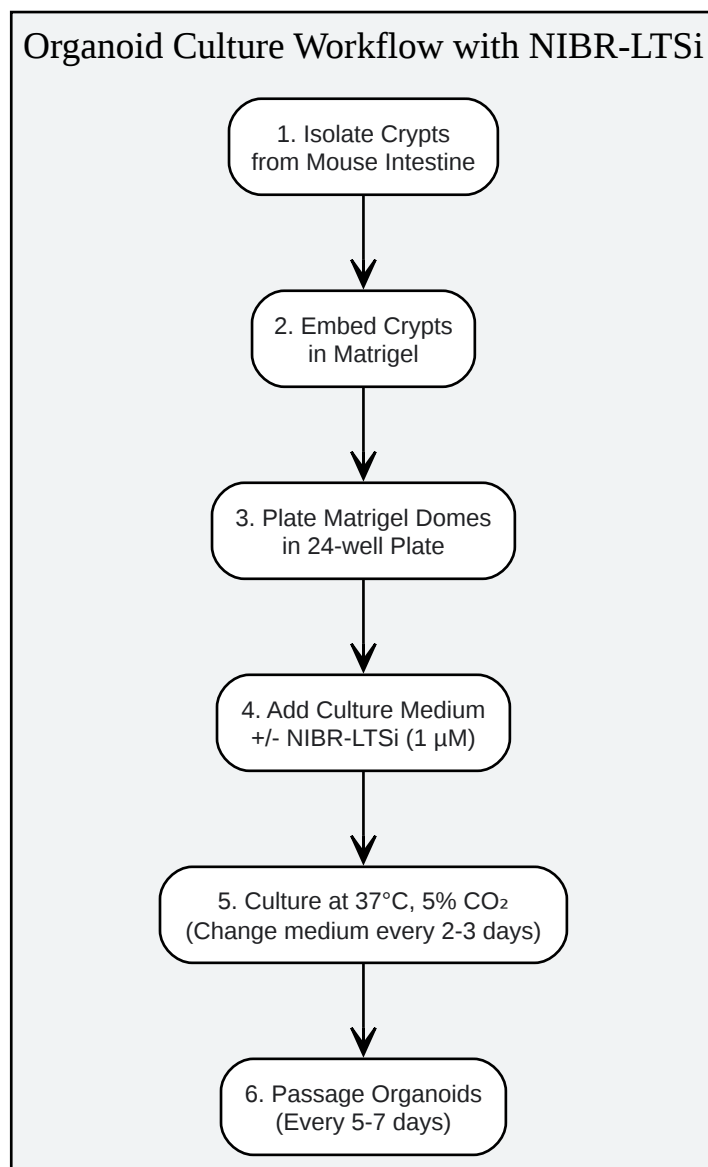 Organoid Culture Workflow with NIBR-LTSi
1. Isolate Crypts
from Mouse Intestine
2. Embed Crypts
in Matrigel
3. Plate Matrigel Domes
in 24-well Plate
4. Add Culture Medium
+/- NIBR-LTSi (1 µM)
5. Culture at 37°C, 5% CO₂
(Change medium every 2-3 days)
6. Passage Organoids
(Every 5-7 days)